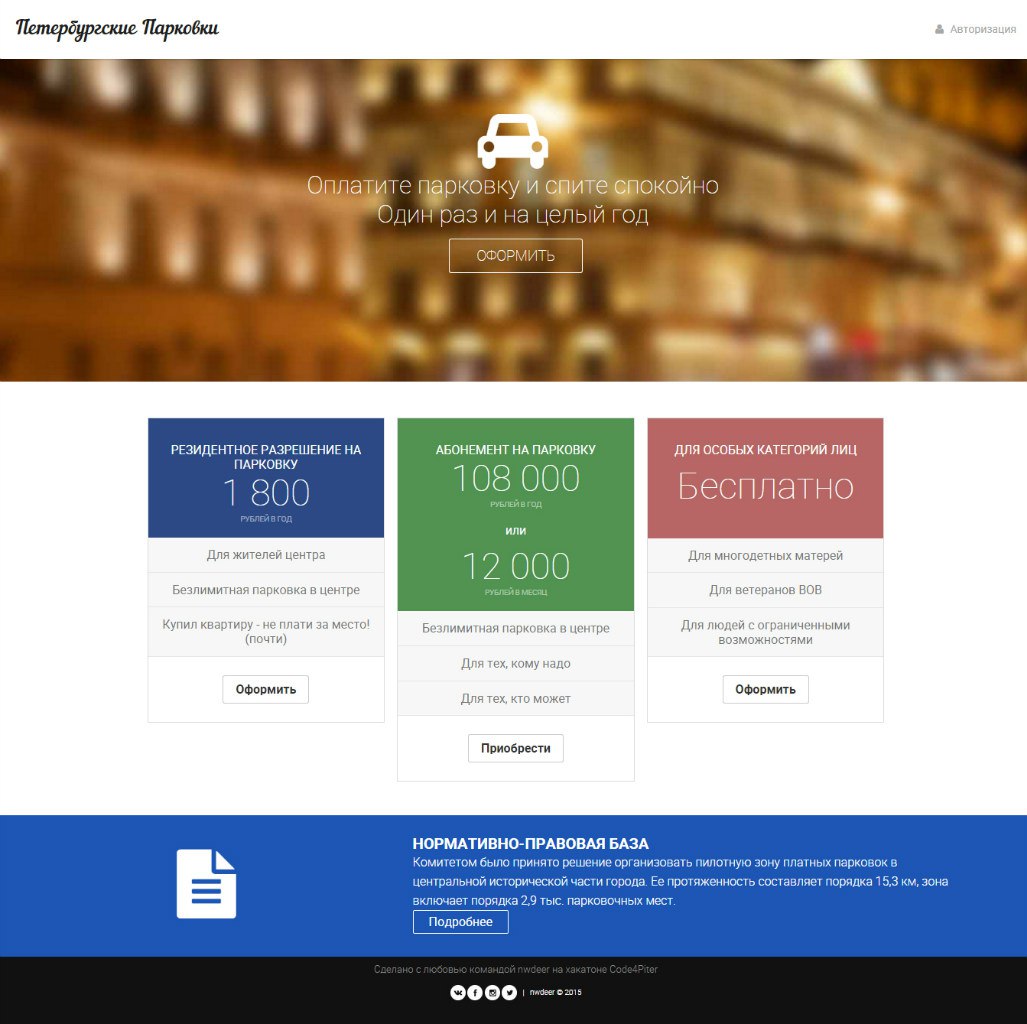 Петербургские Парковки
Авторизация
Оплатите парковку и спите спокойно
Один раз и на целый год
ОФОРМИТЬ
РЕЗИДЕНТНОЕ РАЗРЕШЕНИЕ НА
ПАРКОВКУ
1 800
РУБЛЕЙ В ГОД
Для жителей центра
Безлимитная парковка в центре
Купил квартиру - не плати за место!
(почти)
Оформить
АБОНЕМЕНТ НА ПАРКОВКУ
108 000
РУБЛЕЙ В ГОД
ИЛИ
12 000
РУБЛЕЙ В МЕСЯЦ
Безлимитная парковка в центре
Для тех, кому надо
Для тех, кто может
Приобрести
ДЛЯ ОСОБЫХ КАТЕГОРИЙ ЛИЦ
Бесплатно
Для многодетных матерей
Для ветеранов ВОВ
Для людей с ограниченными
возможностями
Оформить
НОРМАТИВНО-ПРАВОВАЯ БАЗА
Комитетом было принято решение организовать пилотную зону платных парковок в
центральной исторической части города. Ее протяженность составляет порядка 15,3 км, зона
включает порядка 2,9 тыс. парковочных мест.
Подробнее
Сделано с любовью командой nwdeer на хакатоне Code4Piter
| nwdeer © 2015